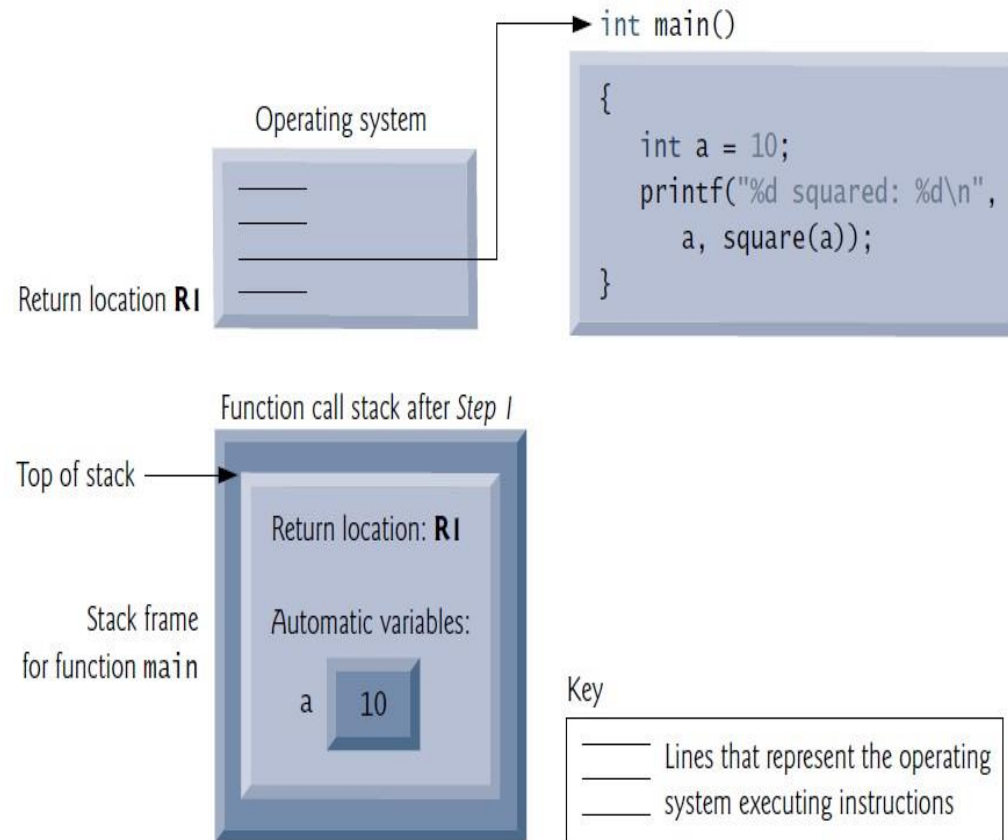 int main()
Operating system
{
int a = 10;
printf("%d squared: %d\n",
a, square(a));
}
Return location R1
Function call stack after Step 1
Top of stack
Return location: R1
Automatic variables:
a 10
Stack frame
for function main
Key
Lines that represent the operating
system executing instructions